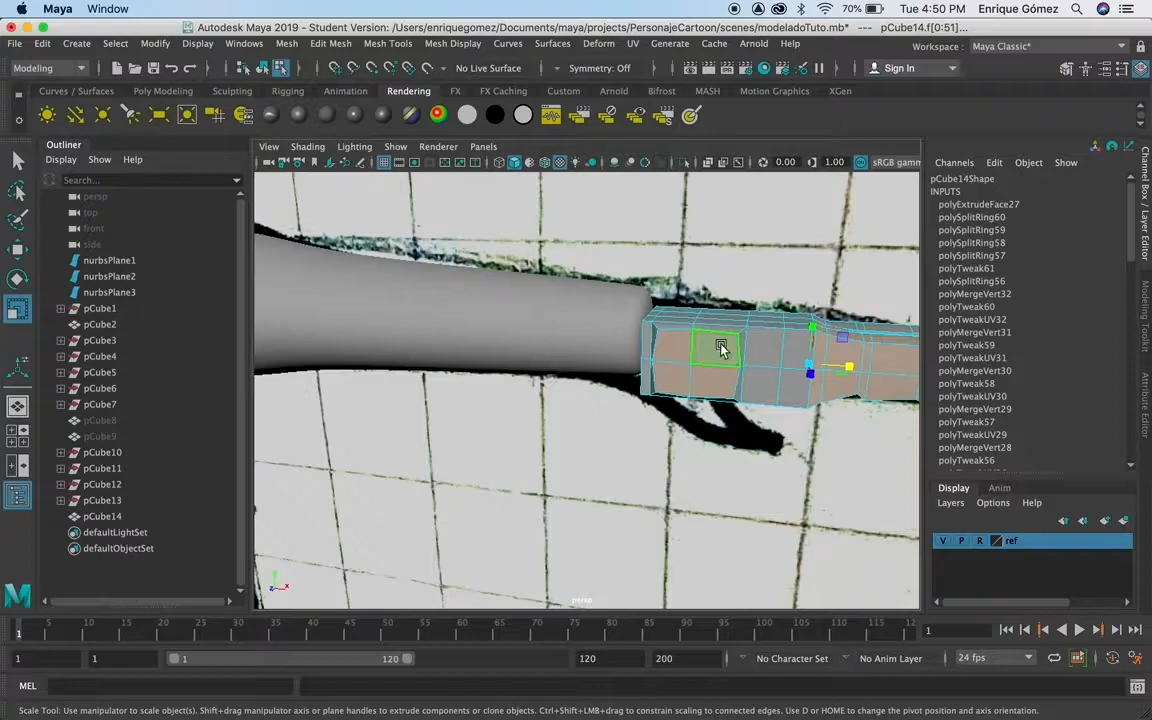 Maya Window 70% Tue 4:50 PM Enrique Gómez
Autodesk Maya 2019 - Student Version: /Users/enriquegomez/Documents/maya/projects/PersonajeCartoon/scenes/modeladoTuto.mb* --- pCube14.f[0:51]...
File Edit Create Select Modify Display Windows Mesh Edit Mesh Mesh Tools Mesh Display Curves Surfaces Deform UV Generate Cache Arnold Help Workspace : Maya Classic*
Modeling No Live Surface Symmetry: Off Sign In
Curves / Surfaces Poly Modeling Sculpting Rigging Animation Rendering FX FX Caching Custom Arnold Bifrost MASH Motion Graphics XGen
Outliner
Display Show Help
Search...
persp
top
front
side
nurbsPlane1
nurbsPlane2
nurbsPlane3
pCube1
pCube2
pCube3
pCube4
pCube5
pCube6
pCube7
pCube8
pCube9
pCube10
pCube11
pCube12
pCube13
pCube14
defaultLightSet
defaultObjectSet
View Shading Lighting Show Renderer Panels
0.00 1.00 sRGB gamm
z x
persp
Channels Edit Object Show
pCube14Shape
INPUTS
polyExtrudeFace27
polySplitRing60
polySplitRing59
polySplitRing58
polySplitRing57
polyTweak61
polySplitRing56
polyMergeVert32
polyTweak60
polyTweakUV32
polyMergeVert31
polyTweak59
polyTweakUV31
polyMergeVert30
polyTweak58
polyTweakUV30
polyMergeVert29
polyTweak57
polyTweakUV29
polyMergeVert28
polyTweak56
Display Anim
Layers Options Help
V P R ref
Channel Box / Layer Editor
Modeling Toolkit
Attribute Editor
5 10 15 20 25 30 35 40 45 50 55 60 65 70 75 80 85 90 95 100 105 110 115 12
1 1
1 1 1 120 120 200 No Character Set No Anim Layer 24 fps
MEL
Scale Tool: Use manipulator to scale object(s). Shift+drag manipulator axis or plane handles to extrude components or clone objects. Ctrl+Shift+LMB+drag to constrain scaling to connected edges. Use D or HOME to change the pivot position and axis orientation.